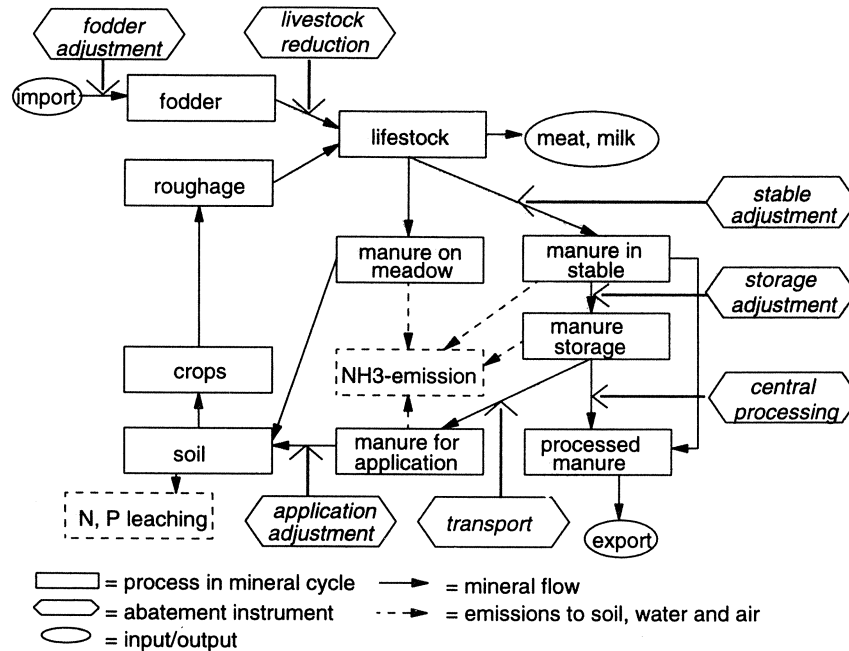 fodder
adjustment
livestock
reduction
import
fodder
lifestock
meat, milk
roughage
stable
adjustment
manure on
meadow
manure in
stable
storage
adjustment
manure
storage
crops
NH3-emission
central
processing
soil
manure for
application
processed
manure
N, P leaching
application
adjustment
transport
export
= process in mineral cycle
= mineral flow
= abatement instrument
= emissions to soil, water and air
= input/output